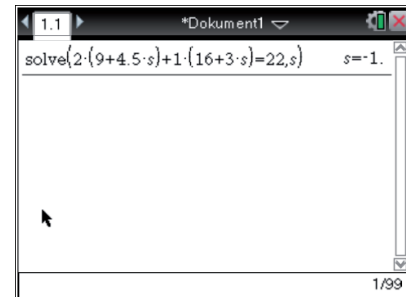 1.1 *Dokument1
solve(2·(9+4.5·s)+1·(16+3·s)=22,s) s=-1.
1/99